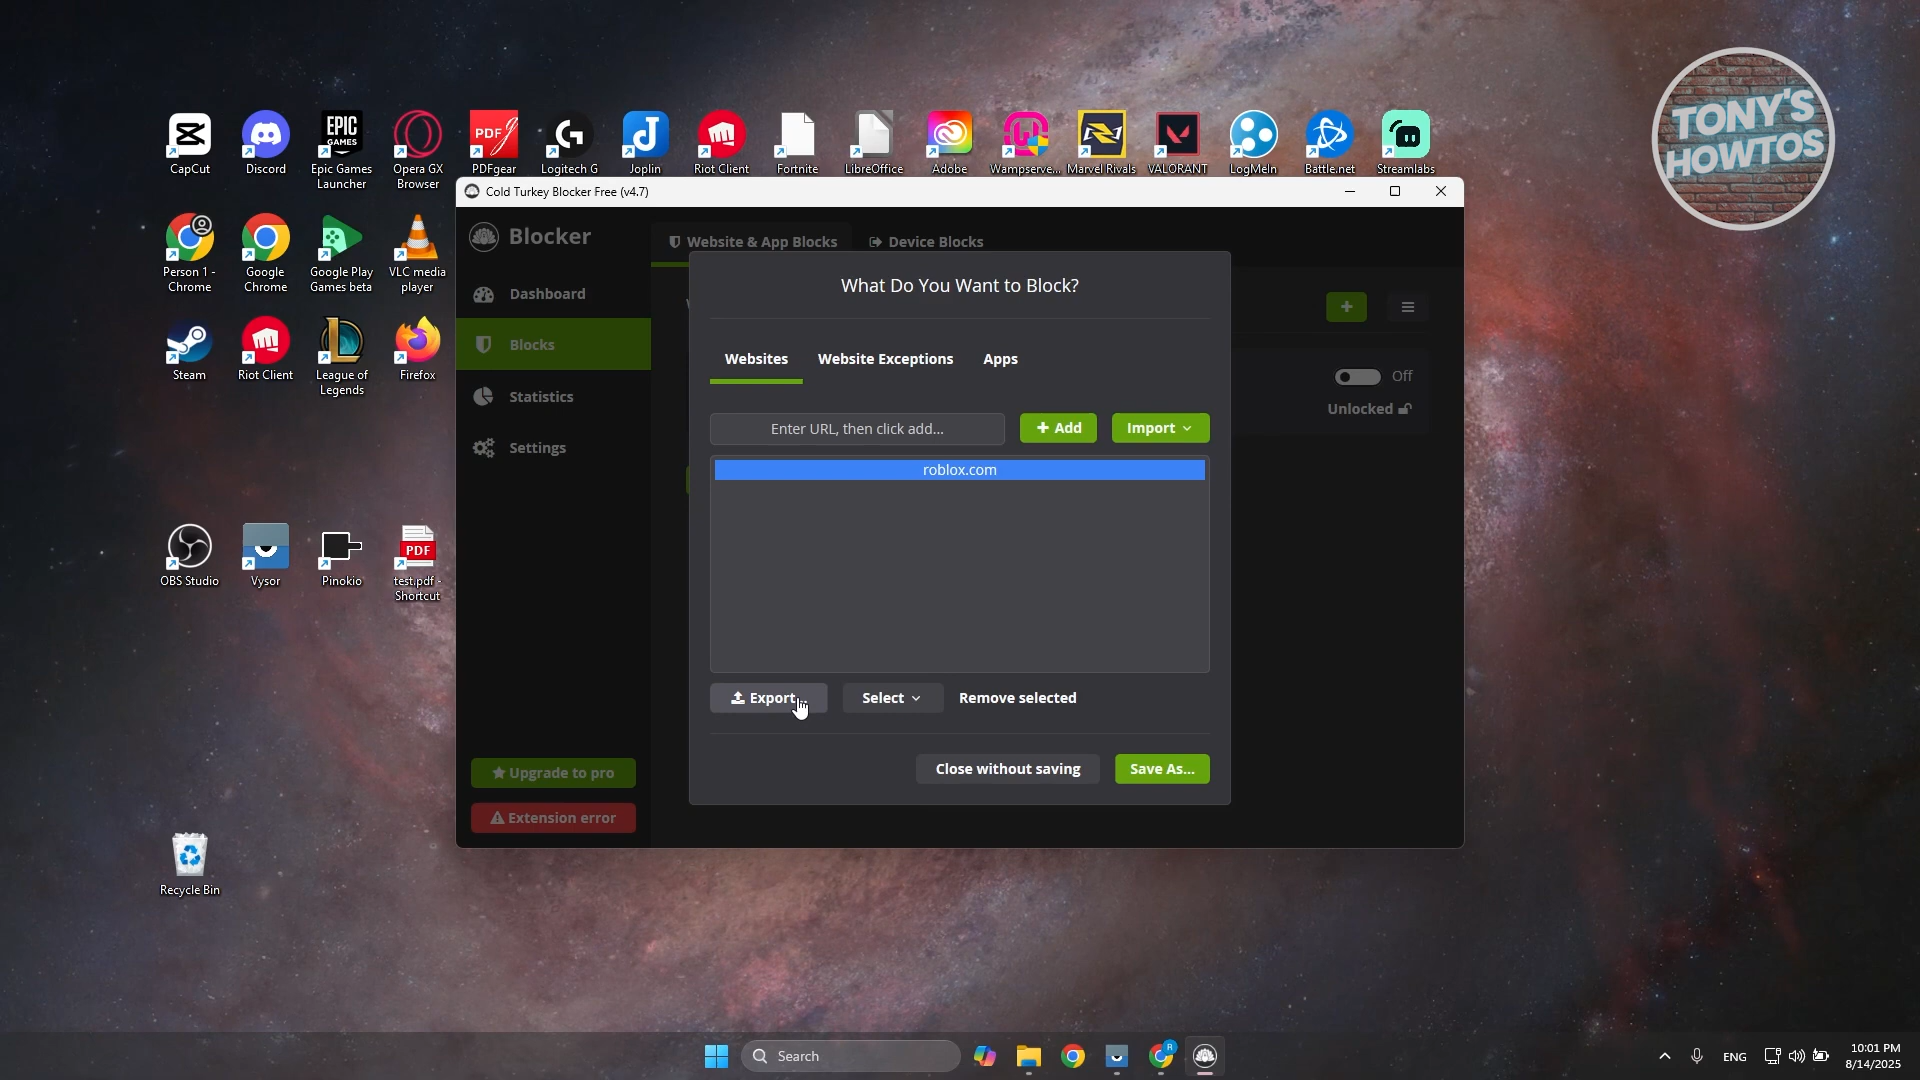 TONY'S
HOWTOS
CapCut
Discord
EPIC
GAMES
Epic Games
Launcher
Opera GX
Browser
PDF
PDFgear
Logitech G
Joplin
Riot Client
Fortnite
LibreOffice
Adobe
Wampserve...
Marvel Rivals
VALORANT
LogMeIn
Battle.net
Streamlabs
Person 1 -
Chrome
Google
Chrome
Google Play
Games beta
VLC media
player
Steam
Riot Client
League of
Legends
Firefox
OBS Studio
Vysor
Pinokio
PDF
test.pdf -
Shortcut
Recycle Bin
Cold Turkey Blocker Free (v4.7)
Blocker
Website & App Blocks
Device Blocks
Dashboard
Blocks
Statistics
Settings
Upgrade to pro
Extension error
Off
Unlocked
What Do You Want to Block?
Websites
Website Exceptions
Apps
Enter URL, then click add...
+ Add
Import
roblox.com
Export...
Select
Remove selected
Close without saving
Save As...
Search
R
ENG
10:01 PM
8/14/2025